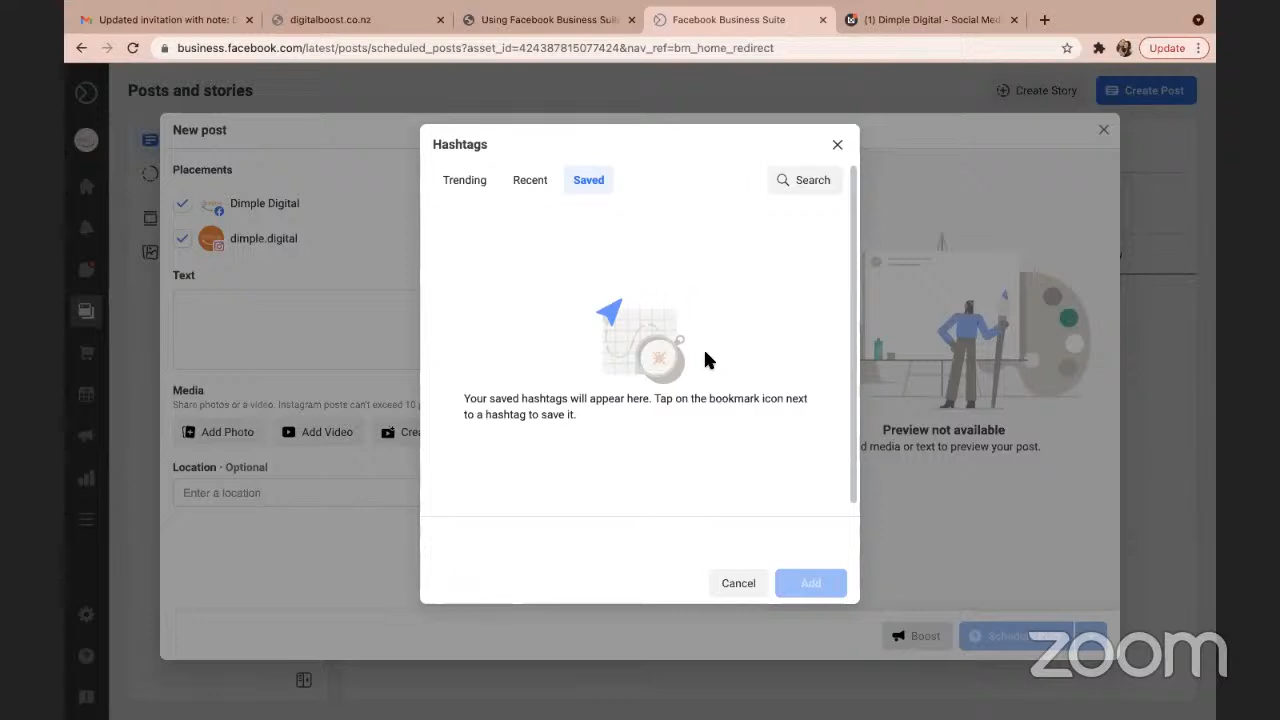 Updated invitation with note: D
digitalboost.co.nz
Using Facebook Business Suite
Facebook Business Suite
(1) Dimple Digital - Social Med
business.facebook.com/latest/posts/scheduled_posts?asset_id=424387815077424&nav_ref=bm_home_redirect
Update
Posts and stories
Create Story
Create Post
New post
Placements
Dimple Digital
dimple.digital
Text
Media
Share photos or a video. Instagram posts can't exceed 10 p
Add Photo
Add Video
Crea
Location · Optional
Enter a location
Hashtags
Trending
Recent
Saved
Search
Your saved hashtags will appear here. Tap on the bookmark icon next
to a hashtag to save it.
Cancel
Add
Preview not available
d media or text to preview your post.
Boost
zoom